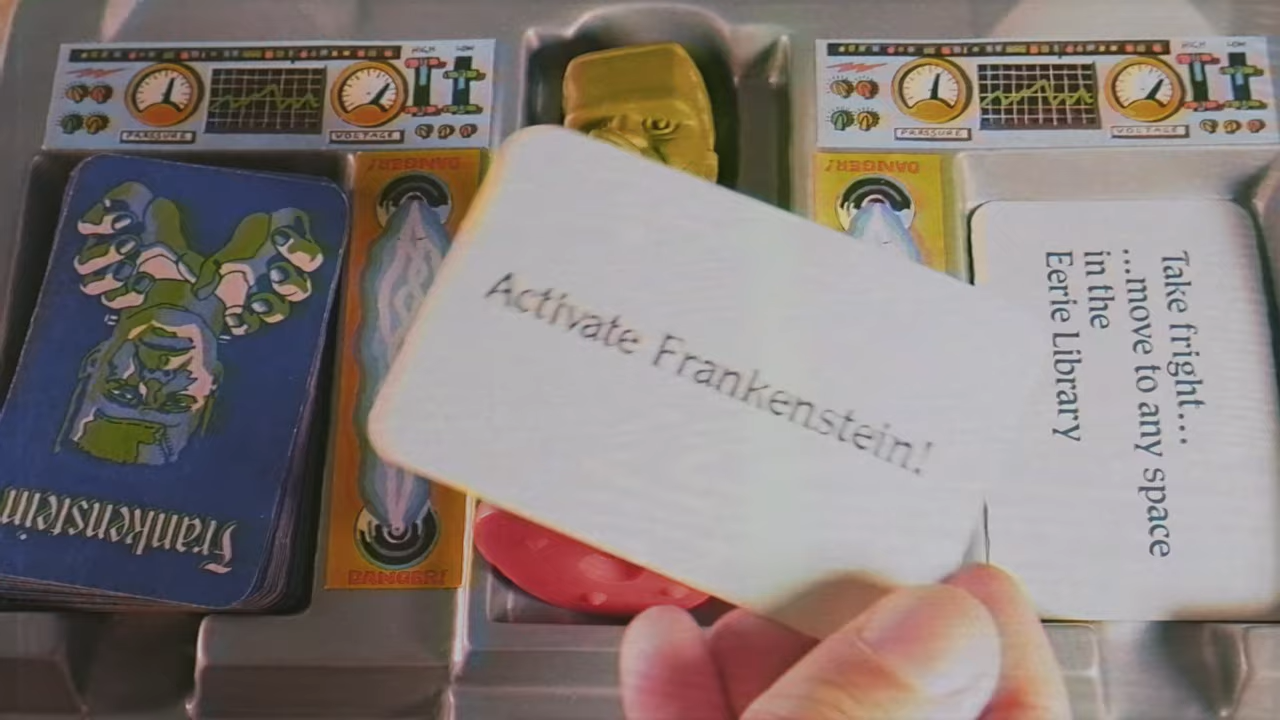 HIGH LOW
PRESSURE
VOLTAGE
HIGH LOW
PRESSURE
VOLTAGE
DANGER!
DANGER!
DANGER!
Activate Frankenstein!
Take fright...
...move to any space
in the
Eerie Library
Frankenstein